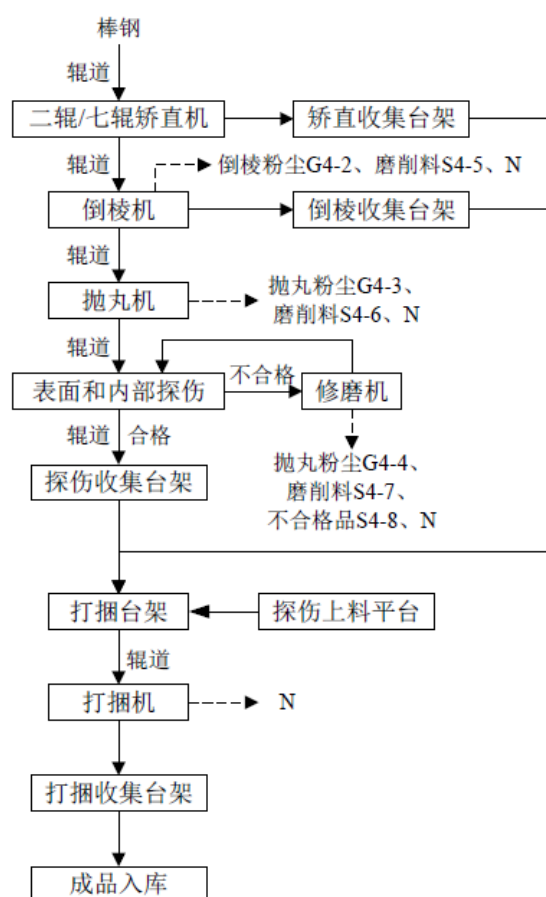 棒钢
辊道
二辊/七辊矫直机
矫直收集台架
辊道
倒棱粉尘G4-2、磨削料S4-5、N
倒棱机
倒棱收集台架
辊道
抛丸机
抛丸粉尘G4-3、
磨削料S4-6、N
辊道
表面和内部探伤
不合格
修磨机
辊道
合格
抛丸粉尘G4-4、
磨削料S4-7、
不合格品S4-8、N
探伤收集台架
打捆台架
探伤上料平台
辊道
打捆机
N
打捆收集台架
成品入库